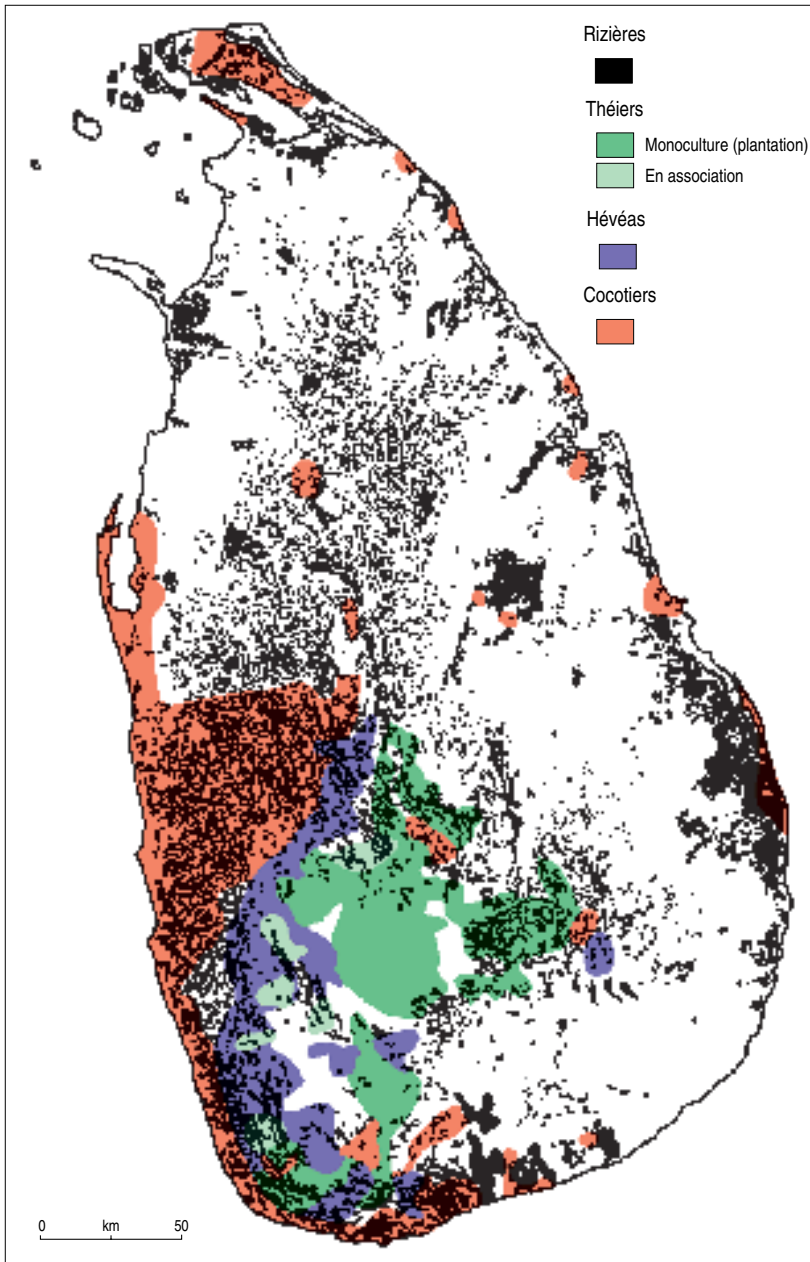 Rizières
Théiers
Monoculture (plantation)
En association
Hévéas
Cocotiers
0 km 50